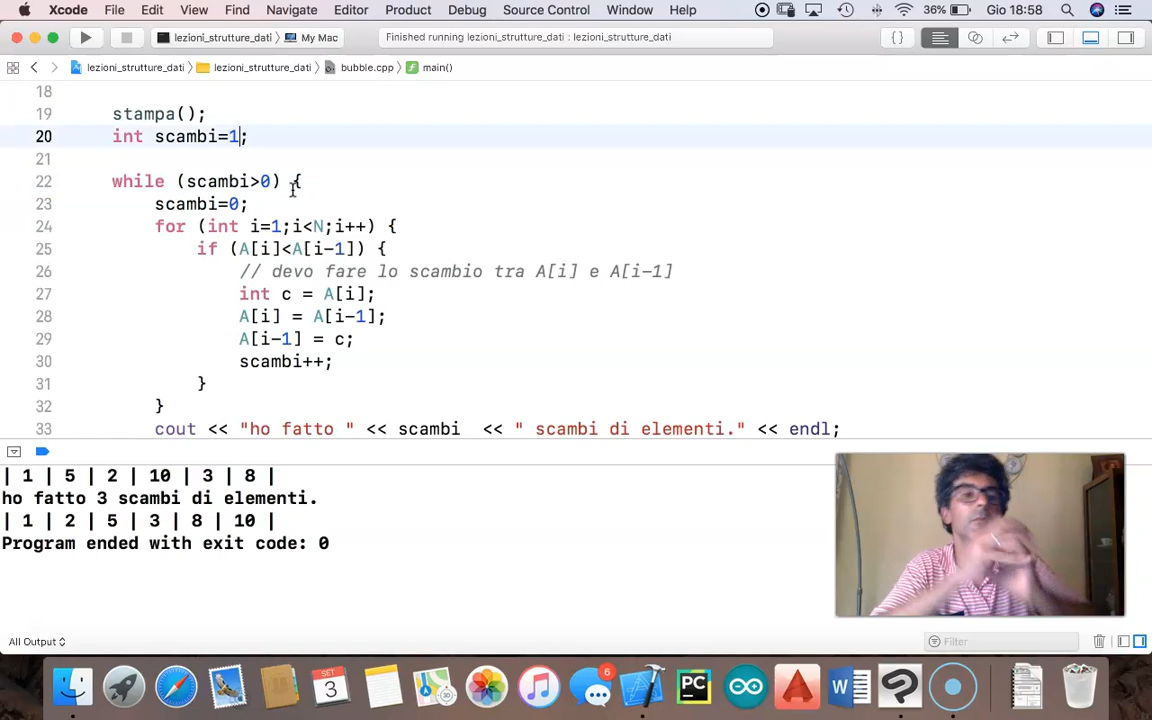 Xcode File Edit View Find Navigate Editor Product Debug Source Control Window Help 36% Gio 18:58
lezioni_strutture_dati My Mac Finished running lezioni_strutture_dati : lezioni_strutture_dati { }
lezioni_strutture_dati lezioni_strutture_dati bubble.cpp f main()
18
19 stampa();
20 int scambi=1;
21
22 while (scambi>0) {
23 scambi=0;
24 for (int i=1;i<N;i++) {
25 if (A[i]<A[i-1]) {
26 // devo fare lo scambio tra A[i] e A[i-1]
27 int c = A[i];
28 A[i] = A[i-1];
29 A[i-1] = c;
30 scambi++;
31 }
32 }
33 cout << "ho fatto " << scambi << " scambi di elementi." << endl;
| 1 | 5 | 2 | 10 | 3 | 8 |
ho fatto 3 scambi di elementi.
| 1 | 2 | 5 | 3 | 8 | 10 |
Program ended with exit code: 0
All Output Filter
SET
3
6
PC
W